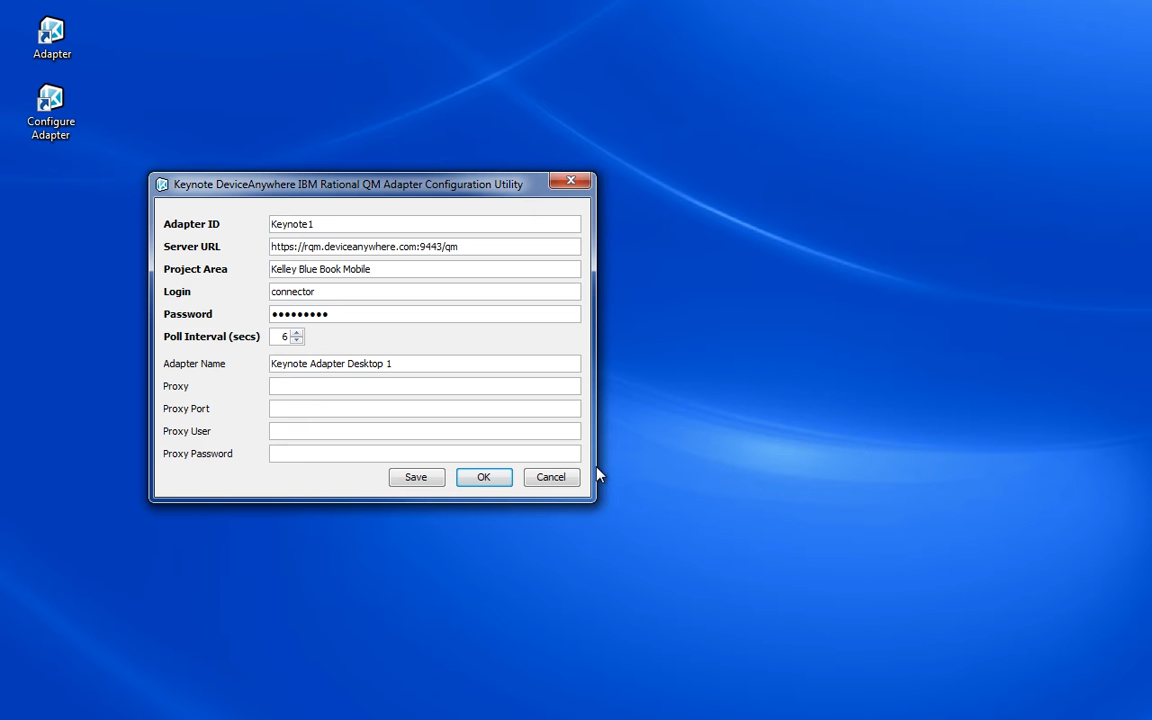 Adapter
Configure
Adapter
Keynote DeviceAnywhere IBM Rational QM Adapter Configuration Utility
Adapter ID Keynote1
Server URL https://rqm.deviceanywhere.com:9443/qm
Project Area Kelley Blue Book Mobile
Login connector
Password •••••••••
Poll Interval (secs) 6
Adapter Name Keynote Adapter Desktop 1
Proxy
Proxy Port
Proxy User
Proxy Password
Save OK Cancel